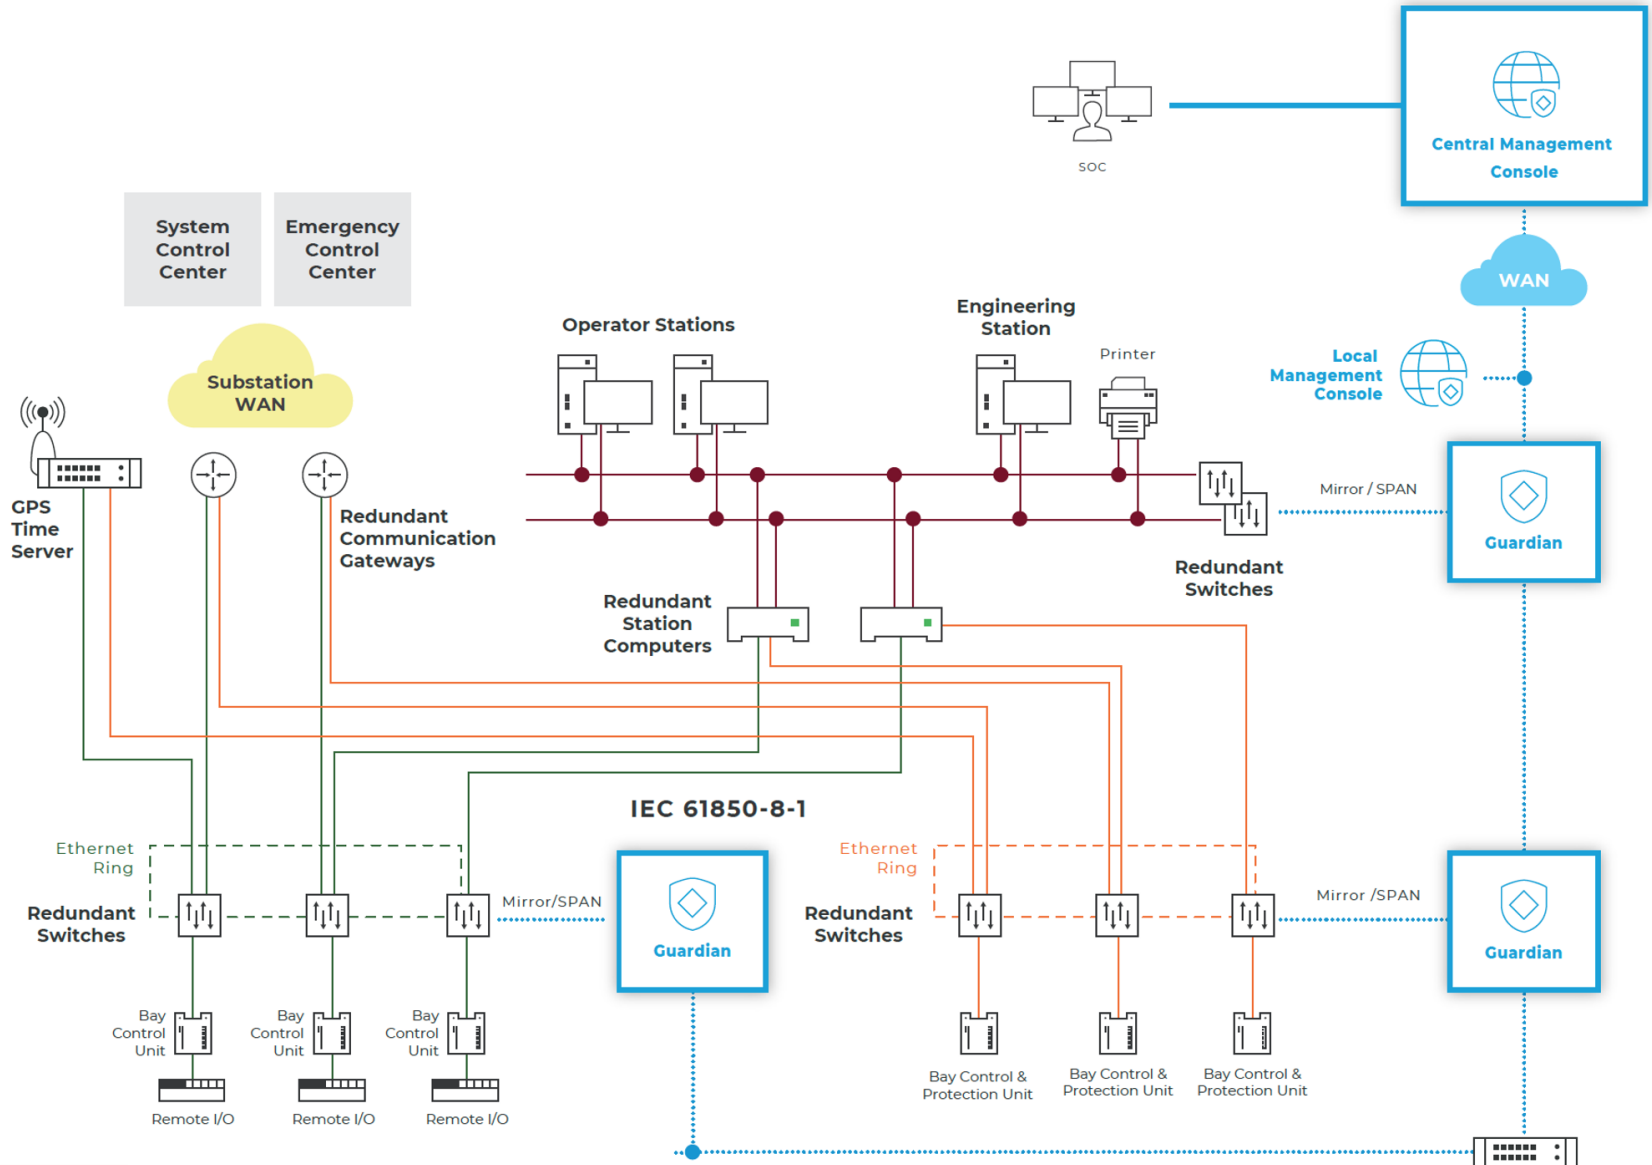 SOC
Central Management
Console
System
Control
Center
Emergency
Control
Center
WAN
Substation
WAN
Operator Stations
Engineering
Station
Printer
Local
Management
Console
GPS
Time
Server
Redundant
Communication
Gateways
Mirror / SPAN
Guardian
Redundant
Switches
Redundant
Station
Computers
IEC 61850-8-1
Ethernet
Ring
Redundant
Switches
Mirror/SPAN
Guardian
Ethernet
Ring
Redundant
Switches
Mirror /SPAN
Guardian
Bay
Control
Unit
Bay
Control
Unit
Bay
Control
Unit
Remote I/O
Remote I/O
Remote I/O
Bay Control &
Protection Unit
Bay Control &
Protection Unit
Bay Control &
Protection Unit